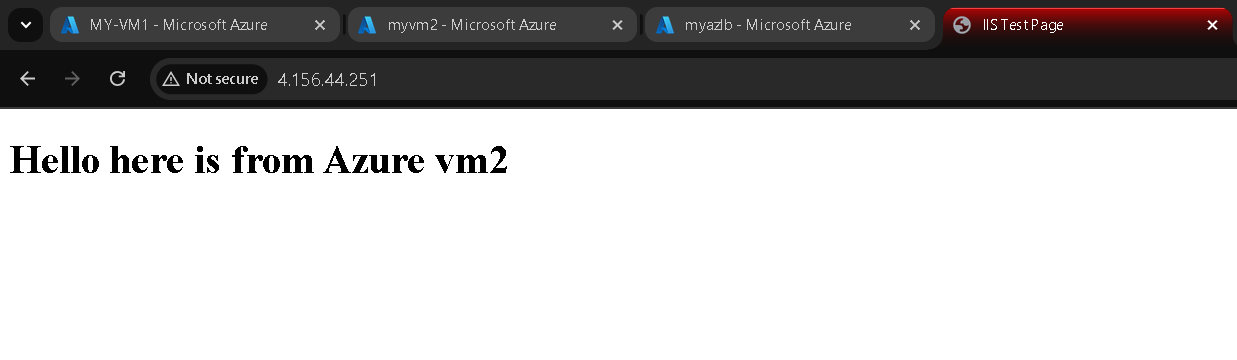 MY-VM1 - Microsoft Azure
myvm2 - Microsoft Azure
myazlb - Microsoft Azure
IIS Test Page
Not secure
4.156.44.251
Hello here is from Azure vm2